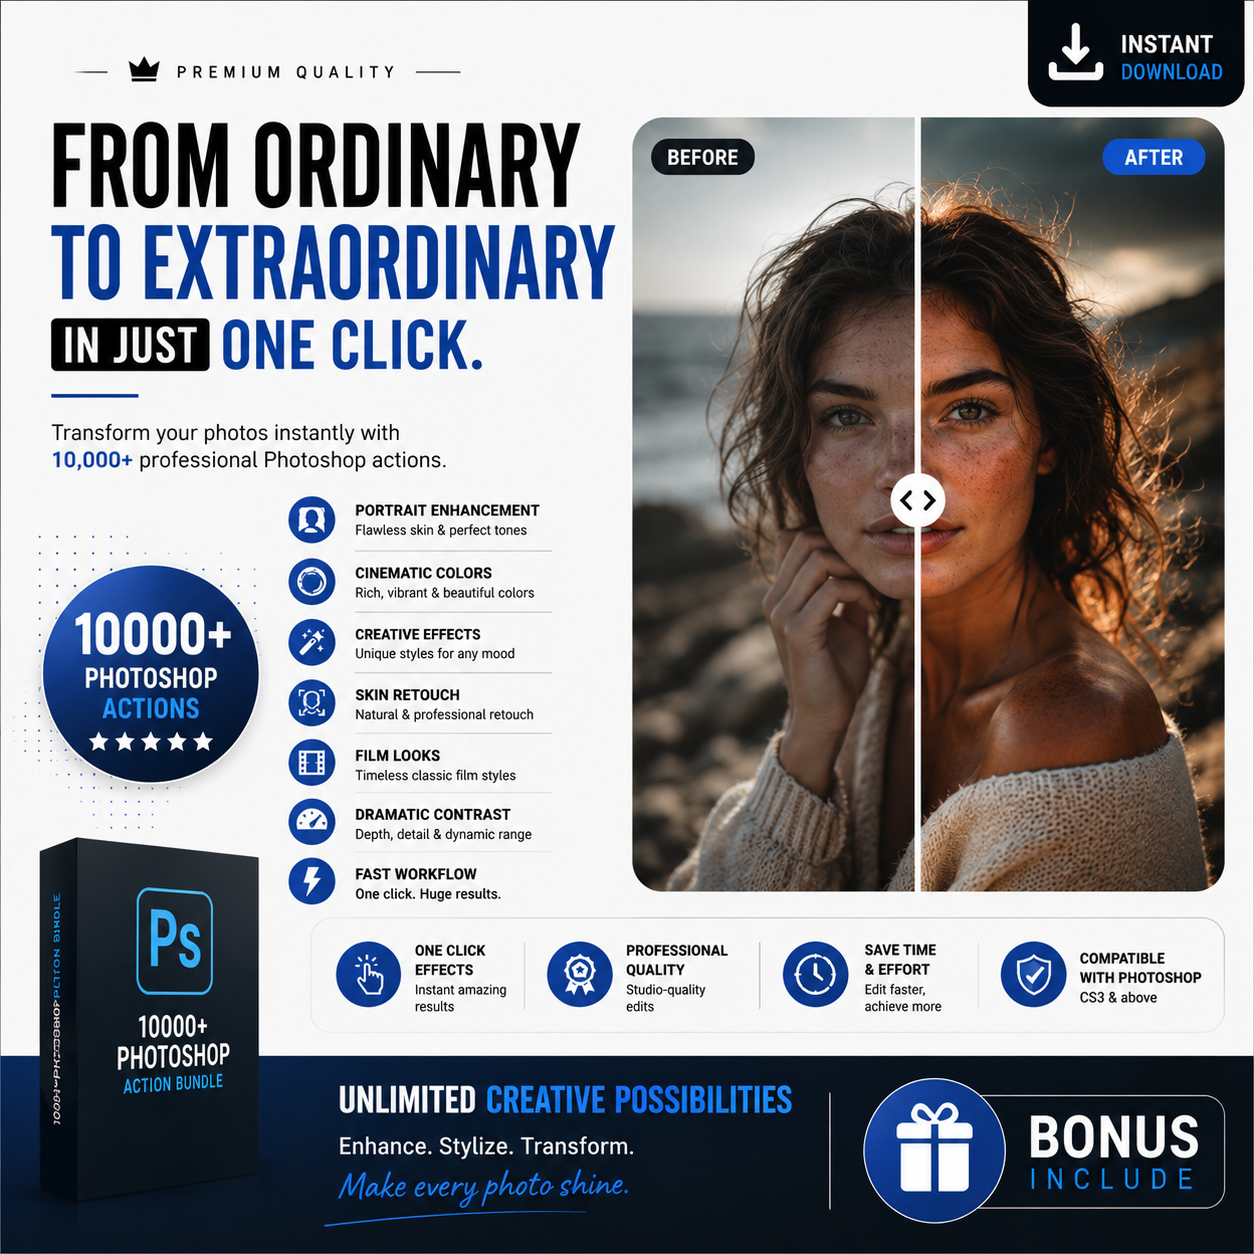 PREMIUM QUALITY
INSTANT
DOWNLOAD
FROM ORDINARY
TO EXTRAORDINARY
IN JUST ONE CLICK.
Transform your photos instantly with
10,000+ professional Photoshop actions.
BEFORE
AFTER
PORTRAIT ENHANCEMENT
Flawless skin & perfect tones
CINEMATIC COLORS
Rich, vibrant & beautiful colors
CREATIVE EFFECTS
Unique styles for any mood
SKIN RETOUCH
Natural & professional retouch
FILM LOOKS
Timeless classic film styles
DRAMATIC CONTRAST
Depth, detail & dynamic range
FAST WORKFLOW
One click. Huge results.
10000+
PHOTOSHOP
ACTIONS
Ps
10000+
PHOTOSHOP
ACTION BUNDLE
BUNDLE
ONE CLICK
EFFECTS
Instant amazing
results
PROFESSIONAL
QUALITY
Studio-quality
edits
SAVE TIME
& EFFORT
Edit faster,
achieve more
COMPATIBLE
WITH PHOTOSHOP
CS3 & above
UNLIMITED CREATIVE POSSIBILITIES
Enhance. Stylize. Transform.
Make every photo shine.
BONUS
INCLUDE